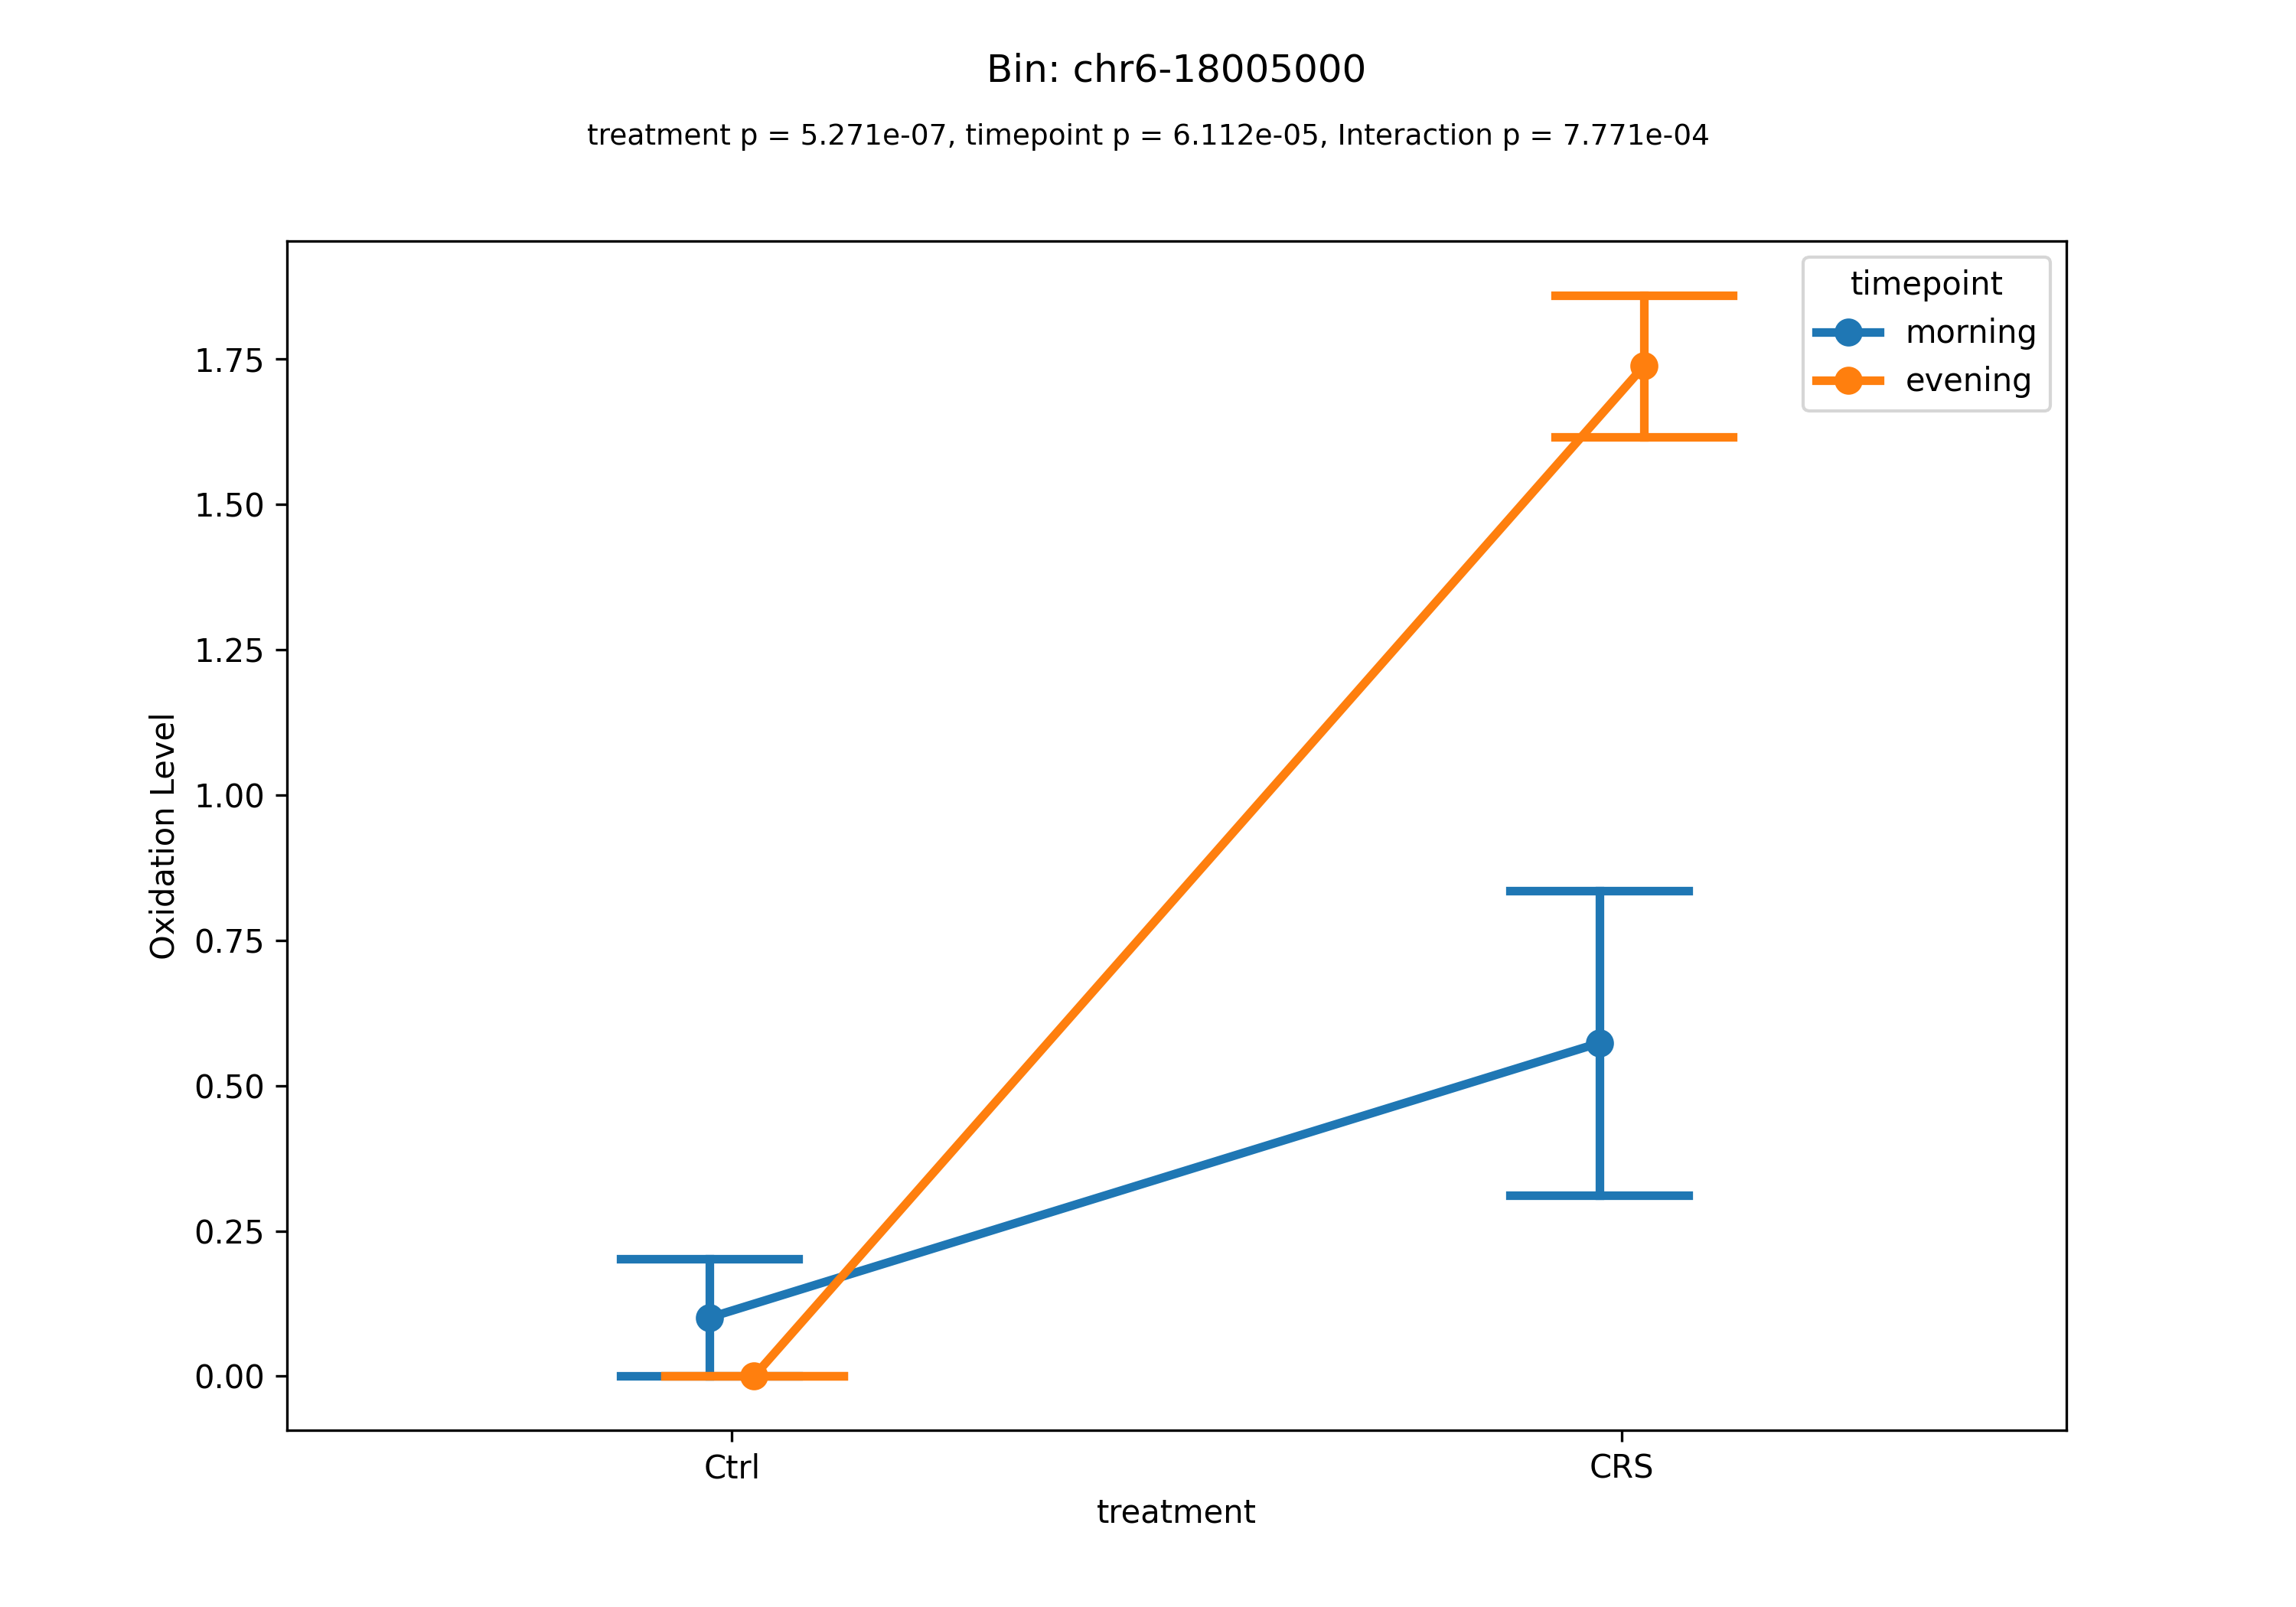 Bin: chr6-18005000
treatment p = 5.271e-07, timepoint p = 6.112e-05, Interaction p = 7.771e-04
timepoint
morning
evening
1.75
1.50
1.25
1.00
0.75
0.50
0.25
0.00
Oxidation Level
Ctrl
CRS
treatment